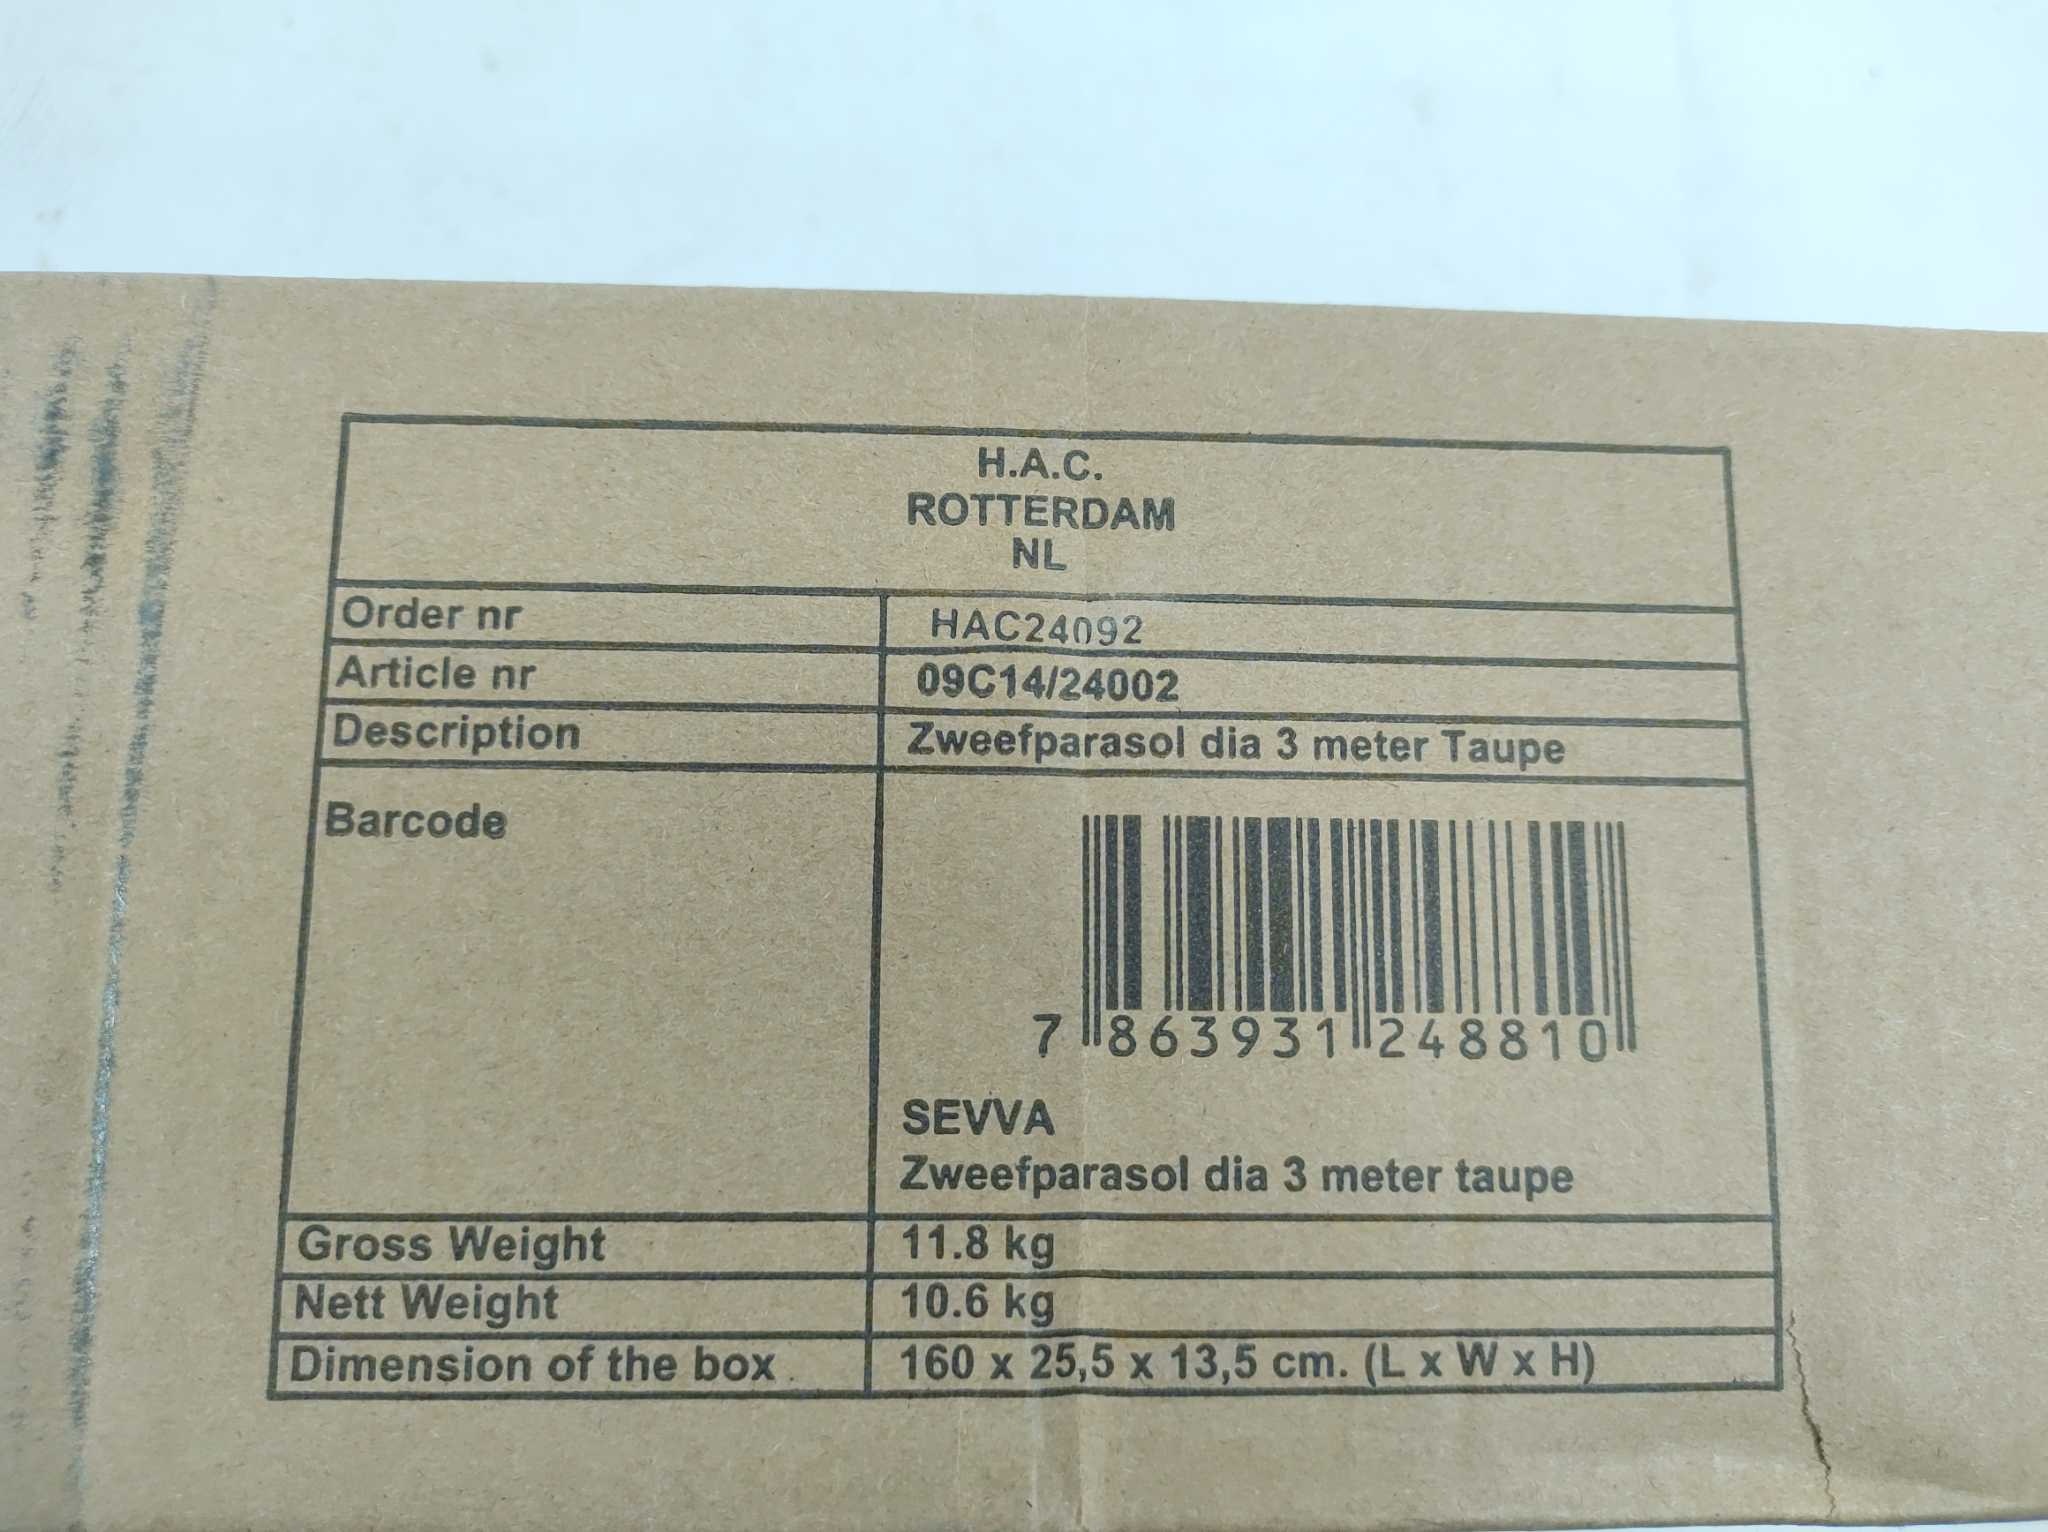 H.A.C.
ROTTERDAM
NL
Order nr HAC24092
Article nr 09C14/24002
Description Zweefparasol dia 3 meter Taupe
Barcode
7 863931 248810
SEVVA
Zweefparasol dia 3 meter taupe
Gross Weight 11.8 kg
Nett Weight 10.6 kg
Dimension of the box 160 x 25,5 x 13,5 cm. (L x W x H)